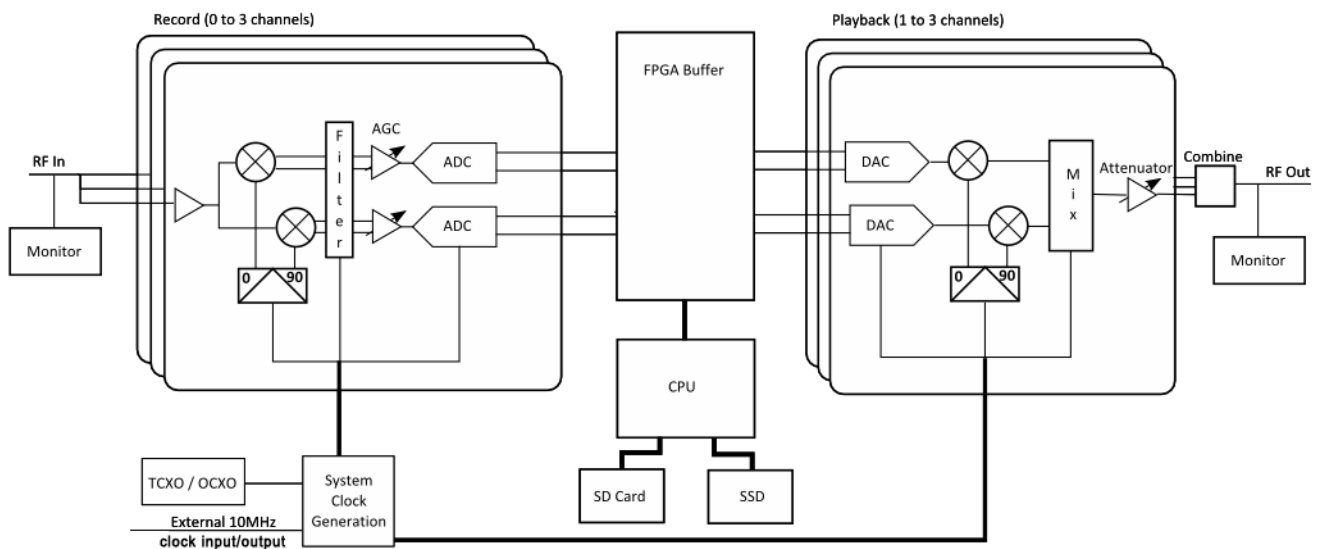 Record (0 to 3 channels)
Playback (1 to 3 channels)
FPGA Buffer
RF In
Monitor
0
90
F
i
l
t
e
r
AGC
ADC
ADC
DAC
DAC
0
90
M
i
x
Attenuator
Combine
RF Out
Monitor
CPU
SD Card
SSD
TCXO / OCXO
System
Clock
Generation
External 10MHz
clock input/output